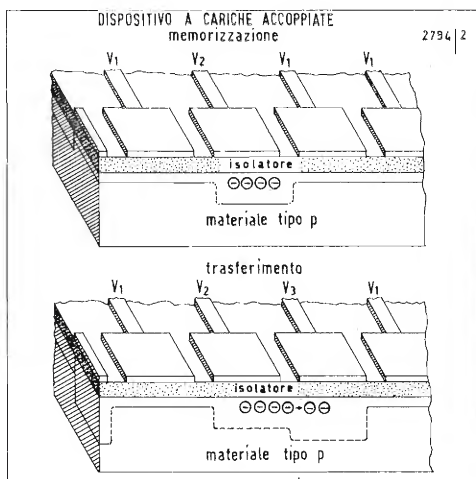 DISPOSITIVO A CARICHE ACCOPPIATE
memorizzazione
2794|2
V1 V2 V1 V1
isolatore
⊖⊖⊖⊖
materiale tipo p
trasferimento
V1 V2 V3 V1
isolatore
⊖⊖⊖⊖→⊖⊖
materiale tipo p